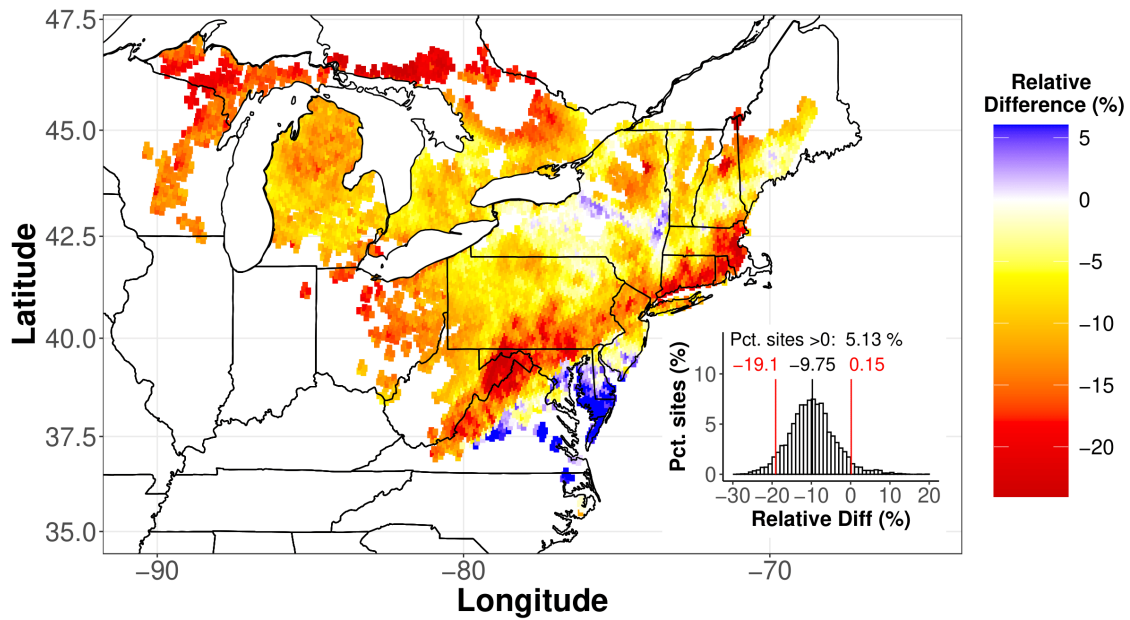 47.5
45.0
42.5
40.0
37.5
35.0
Latitude
−90
−80
−70
Longitude
Relative
Difference (%)
5
0
−5
−10
−15
−20
Pct. sites >0: 5.13 %
−19.1 −9.75 0.15
10
5
0
Pct. sites (%)
−30 −20 −10 0 10 20
Relative Diff (%)